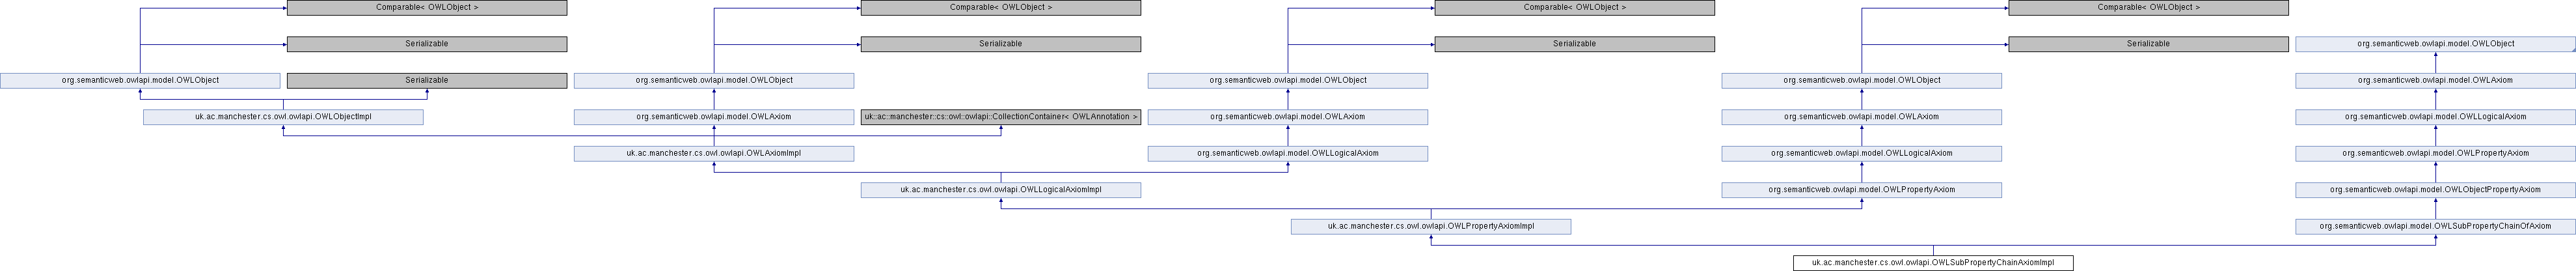 Comparable< OWLObject >
Comparable< OWLObject >
Comparable< OWLObject >
Comparable< OWLObject >
Serializable
Serializable
Serializable
Serializable
org.semanticweb.owlapi.model.OWLObject
org.semanticweb.owlapi.model.OWLObject
Serializable
org.semanticweb.owlapi.model.OWLObject
org.semanticweb.owlapi.model.OWLObject
org.semanticweb.owlapi.model.OWLObject
org.semanticweb.owlapi.model.OWLAxiom
uk.ac.manchester.cs.owl.owlapi.OWLObjectImpl
org.semanticweb.owlapi.model.OWLAxiom
uk::ac::manchester::cs::owl::owlapi::CollectionContainer< OWLAnnotation >
org.semanticweb.owlapi.model.OWLAxiom
org.semanticweb.owlapi.model.OWLAxiom
org.semanticweb.owlapi.model.OWLLogicalAxiom
uk.ac.manchester.cs.owl.owlapi.OWLAxiomImpl
org.semanticweb.owlapi.model.OWLLogicalAxiom
org.semanticweb.owlapi.model.OWLLogicalAxiom
org.semanticweb.owlapi.model.OWLPropertyAxiom
uk.ac.manchester.cs.owl.owlapi.OWLLogicalAxiomImpl
org.semanticweb.owlapi.model.OWLPropertyAxiom
org.semanticweb.owlapi.model.OWLObjectPropertyAxiom
uk.ac.manchester.cs.owl.owlapi.OWLPropertyAxiomImpl
org.semanticweb.owlapi.model.OWLSubPropertyChainOfAxiom
uk.ac.manchester.cs.owl.owlapi.OWLSubPropertyChainAxiomImpl